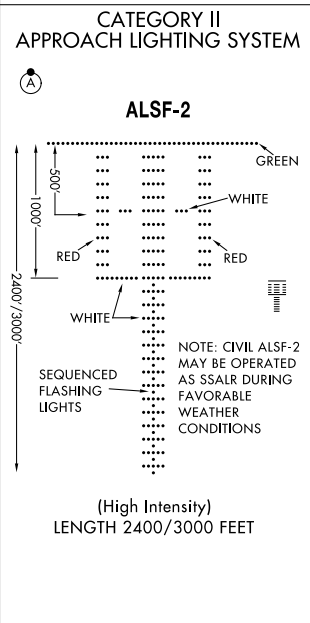 CATEGORY II
APPROACH LIGHTING SYSTEM
A
ALSF-2
GREEN
500'
1000'
2400'/3000'
WHITE
RED
RED
WHITE
SEQUENCED
FLASHING
LIGHTS
NOTE: CIVIL ALSF-2
MAY BE OPERATED
AS SSALR DURING
FAVORABLE
WEATHER
CONDITIONS
(High Intensity)
LENGTH 2400/3000 FEET